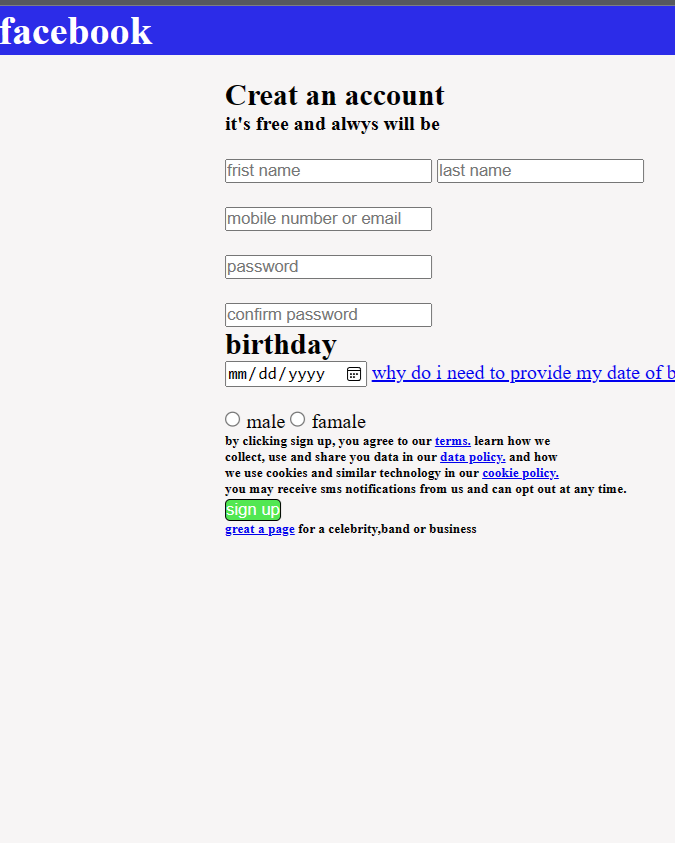 facebook
Creat an account
it's free and alwys will be
frist name last name
mobile number or email
password
confirm password
birthday
mm/dd/yyyy why do i need to provide my date of b
male famale
by clicking sign up, you agree to our terms. learn how we
collect, use and share you data in our data policy. and how
we use cookies and similar technology in our cookie policy.
you may receive sms notifications from us and can opt out at any time.
sign up
great a page for a celebrity,band or business